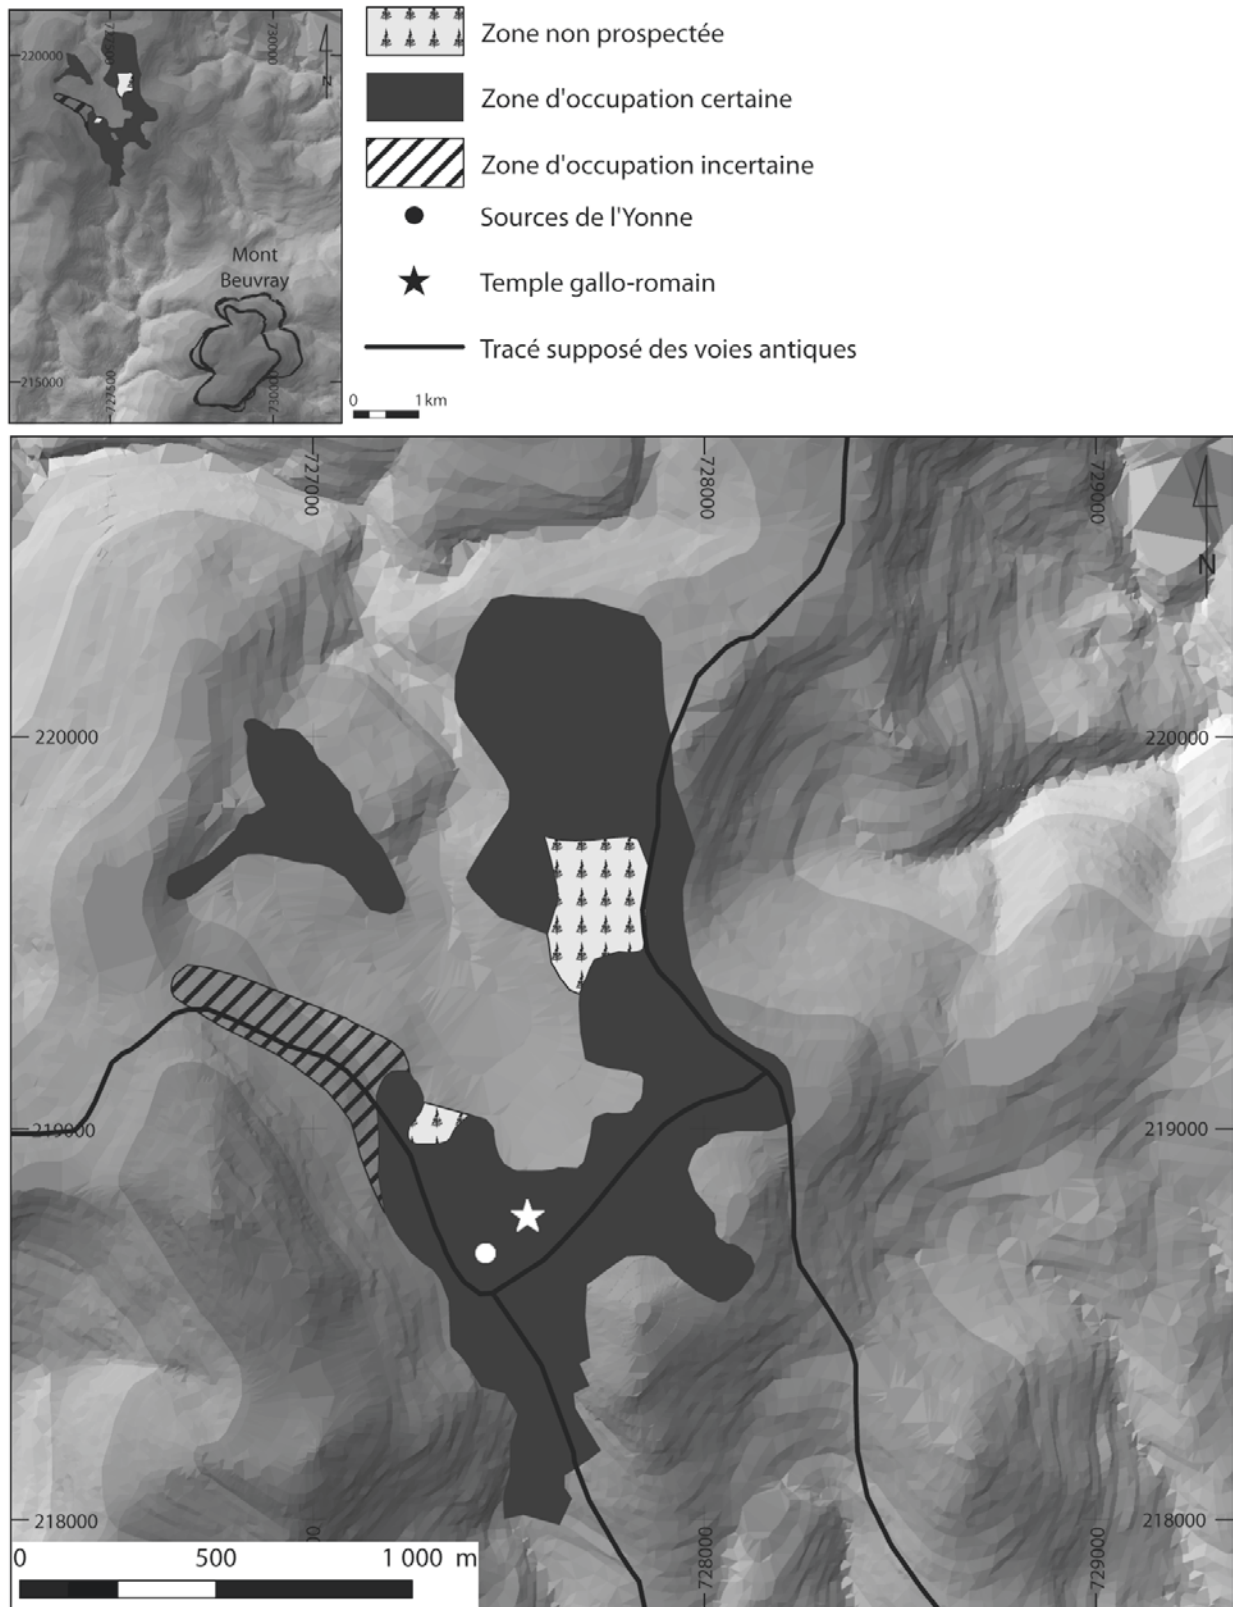 727500
730000
220000
N
Mont
Beuvray
215000
727500
730000
Zone non prospectée
Zone d'occupation certaine
Zone d'occupation incertaine
Sources de l'Yonne
Temple gallo-romain
Tracé supposé des voies antiques
0 1 km
727000
728000
729000
N
220000 220000
219000 219000
218000 218000
00
728000
729000
0 500 1 000 m